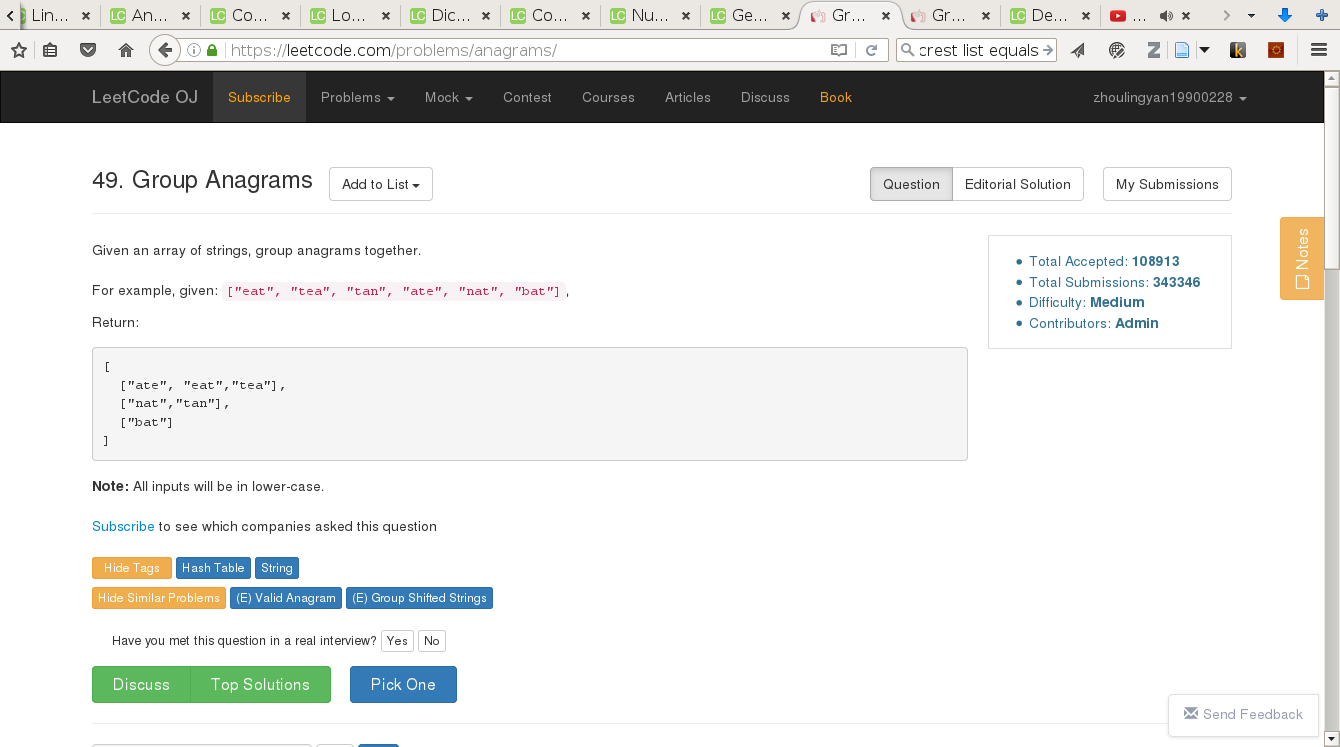 Lin... An... Co... Lo... Dic... Co... Nu... Ge... Gr... Gr... De... ...
https://leetcode.com/problems/anagrams/ crest list equals
LeetCode OJ Subscribe Problems Mock Contest Courses Articles Discuss Book zhoulingyan19900228
49. Group Anagrams Add to List Question Editorial Solution My Submissions
Notes
Given an array of strings, group anagrams together.
For example, given: ["eat", "tea", "tan", "ate", "nat", "bat"],
Return:
[
["ate", "eat","tea"],
["nat","tan"],
["bat"]
]
Total Accepted: 108913
Total Submissions: 343346
Difficulty: Medium
Contributors: Admin
Note: All inputs will be in lower-case.
Subscribe to see which companies asked this question
Hide Tags Hash Table String
Hide Similar Problems (E) Valid Anagram (E) Group Shifted Strings
Have you met this question in a real interview? Yes No
Discuss Top Solutions Pick One
Send Feedback